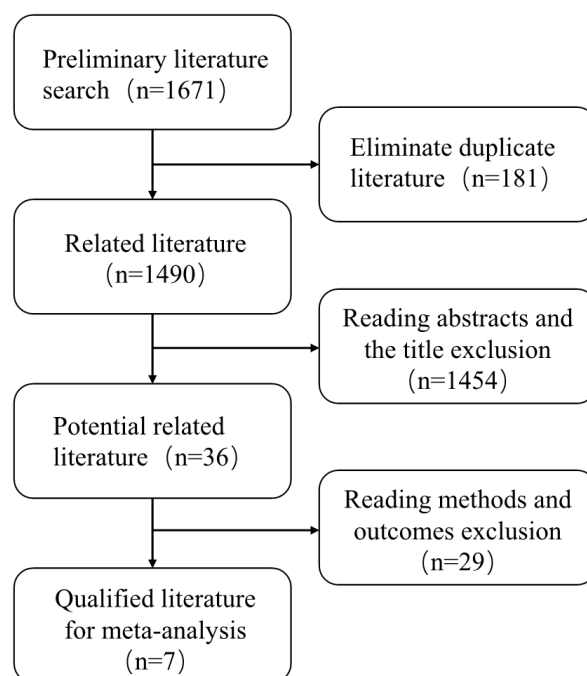 Preliminary literature
search（n=1671）
Eliminate duplicate
literature（n=181）
Related literature
（n=1490）
Reading abstracts and
the title exclusion
（n=1454）
Potential related
literature（n=36）
Reading methods and
outcomes exclusion
（n=29）
Qualified literature
for meta-analysis
（n=7）